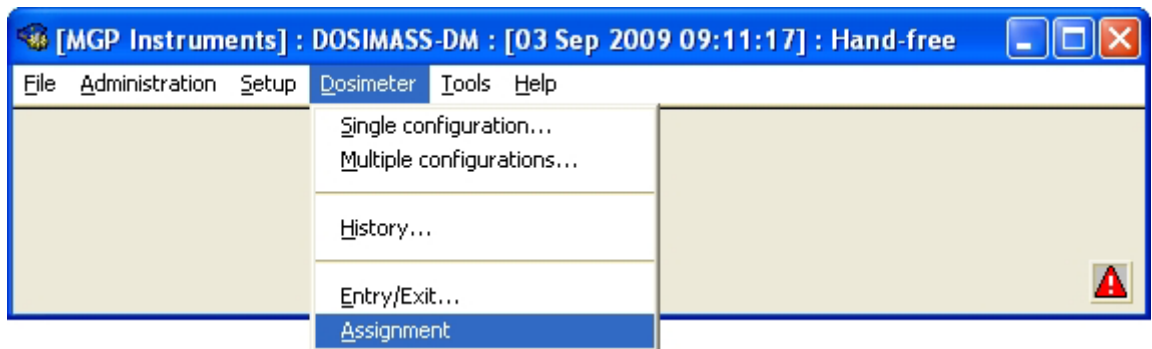 [MGP Instruments] : DOSIMASS-DM : [03 Sep 2009 09:11:17] : Hand-free
File Administration Setup Dosimeter Tools Help
Single configuration...
Multiple configurations...
History...
Entry/Exit...
Assignment